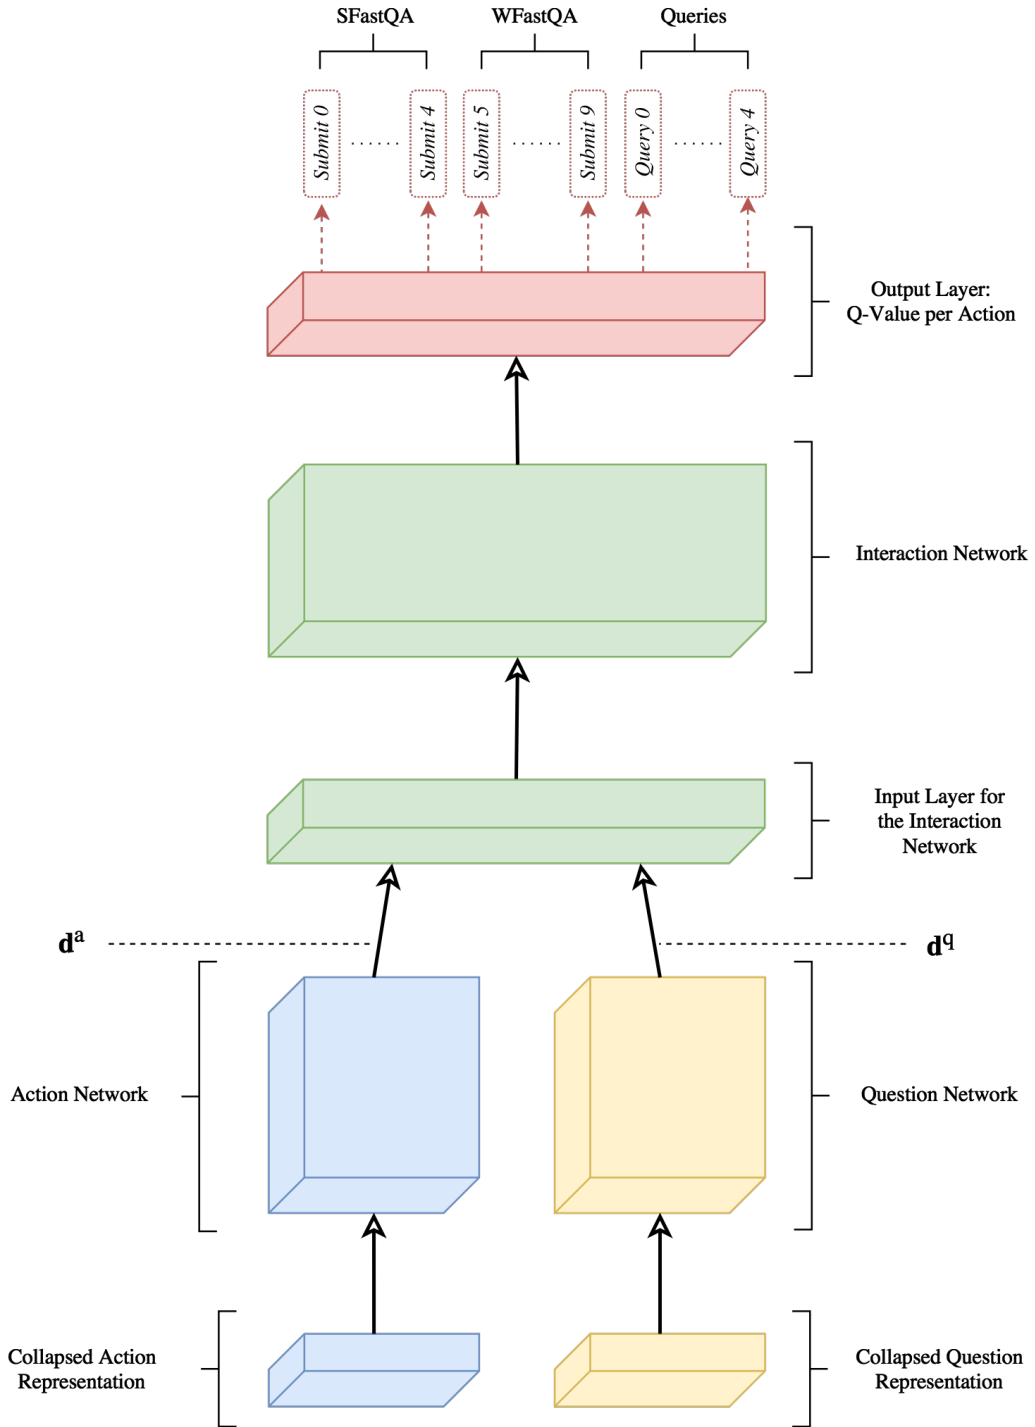 SFastQA
WFastQA
Queries
Submit 0
Submit 4
Submit 5
Submit 9
Query 0
Query 4
Output Layer:
Q-Value per Action
Interaction Network
Input Layer for
the Interaction
Network
dᵃ
d^q
Action Network
Question Network
Collapsed Action
Representation
Collapsed Question
Representation